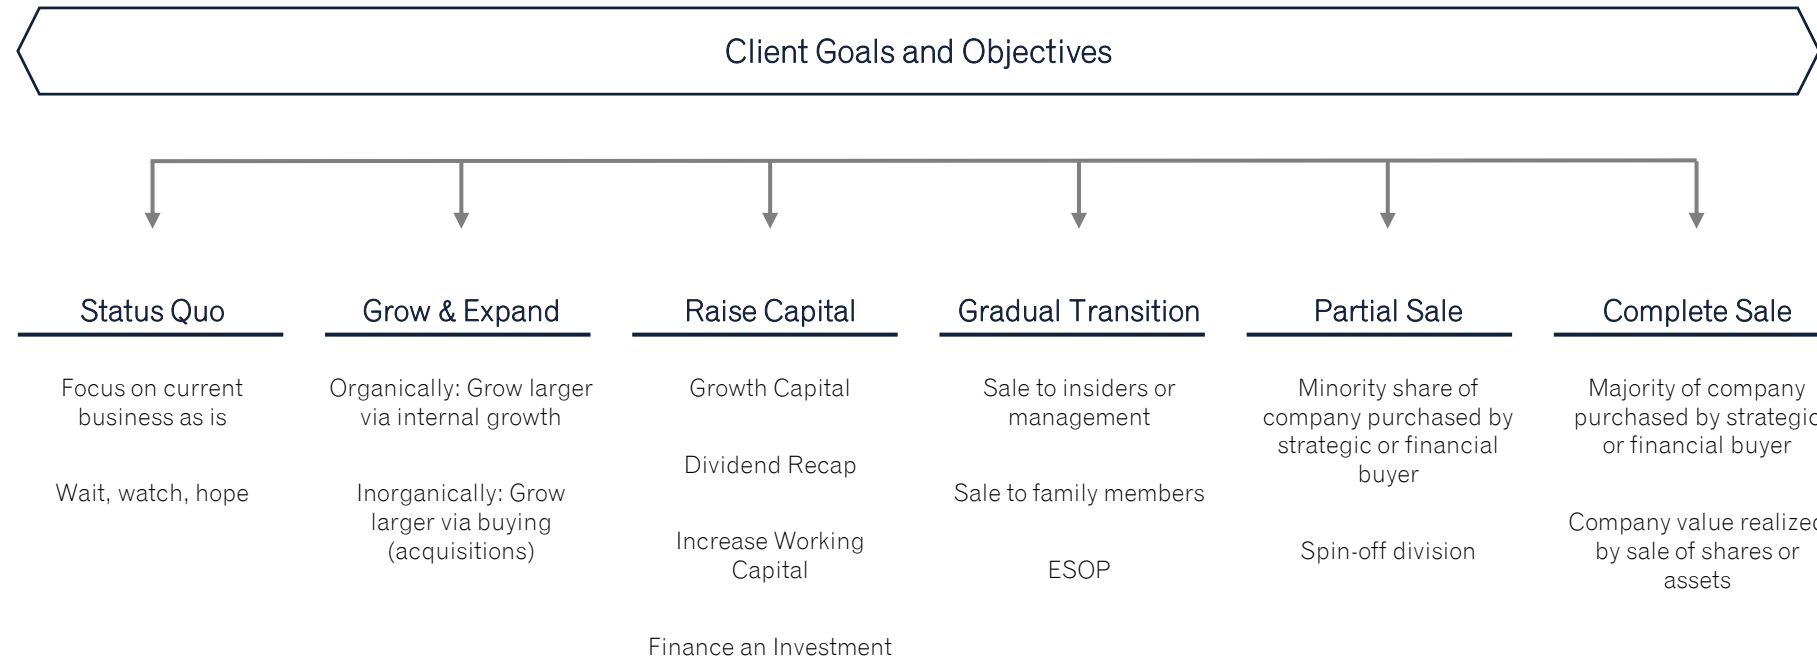 Client Goals and Objectives
Status Quo
Focus on current
business as is
Wait, watch, hope
Grow & Expand
Organically: Grow larger
via internal growth
Inorganically: Grow
larger via buying
(acquisitions)
Raise Capital
Growth Capital
Dividend Recap
Increase Working
Capital
Finance an Investment
Gradual Transition
Sale to insiders or
management
Sale to family members
ESOP
Partial Sale
Minority share of
company purchased by
strategic or financial
buyer
Spin-off division
Complete Sale
Majority of company
purchased by strategic
or financial buyer
Company value realized
by sale of shares or
assets